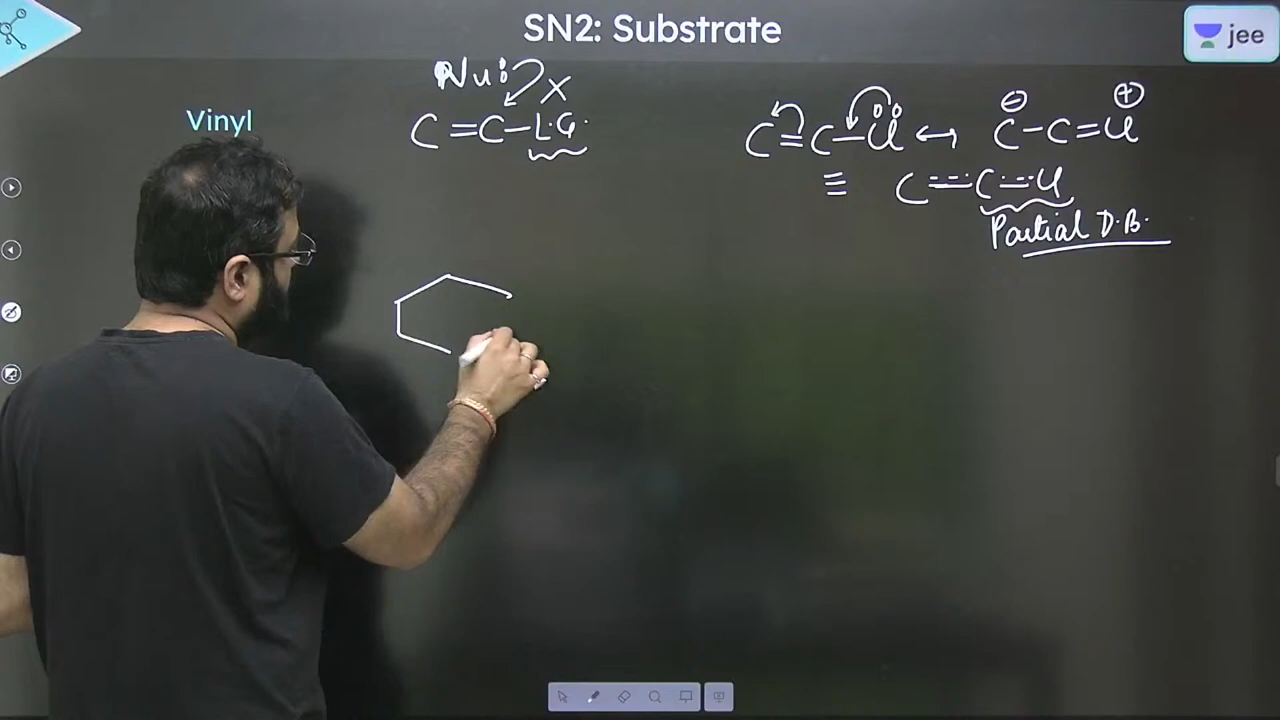 SN2: Substrate
jee
Nu:
X
Vinyl
C=C-L.G.
C=C-Cl ↔ C-C=Cl
⊖ ⊕
≡ C=C-Cl
Partial D.B.